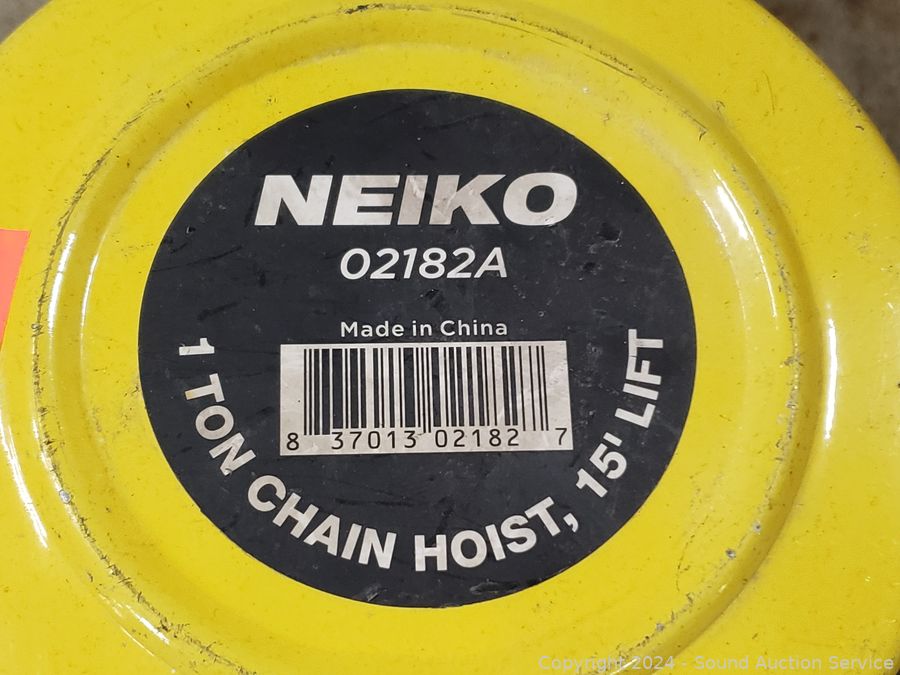 NEIKO
02182A
Made in China
8 37013 02182 7
1 TON CHAIN HOIST, 15' LIFT
Copyright 2024 - Sound Auction Service